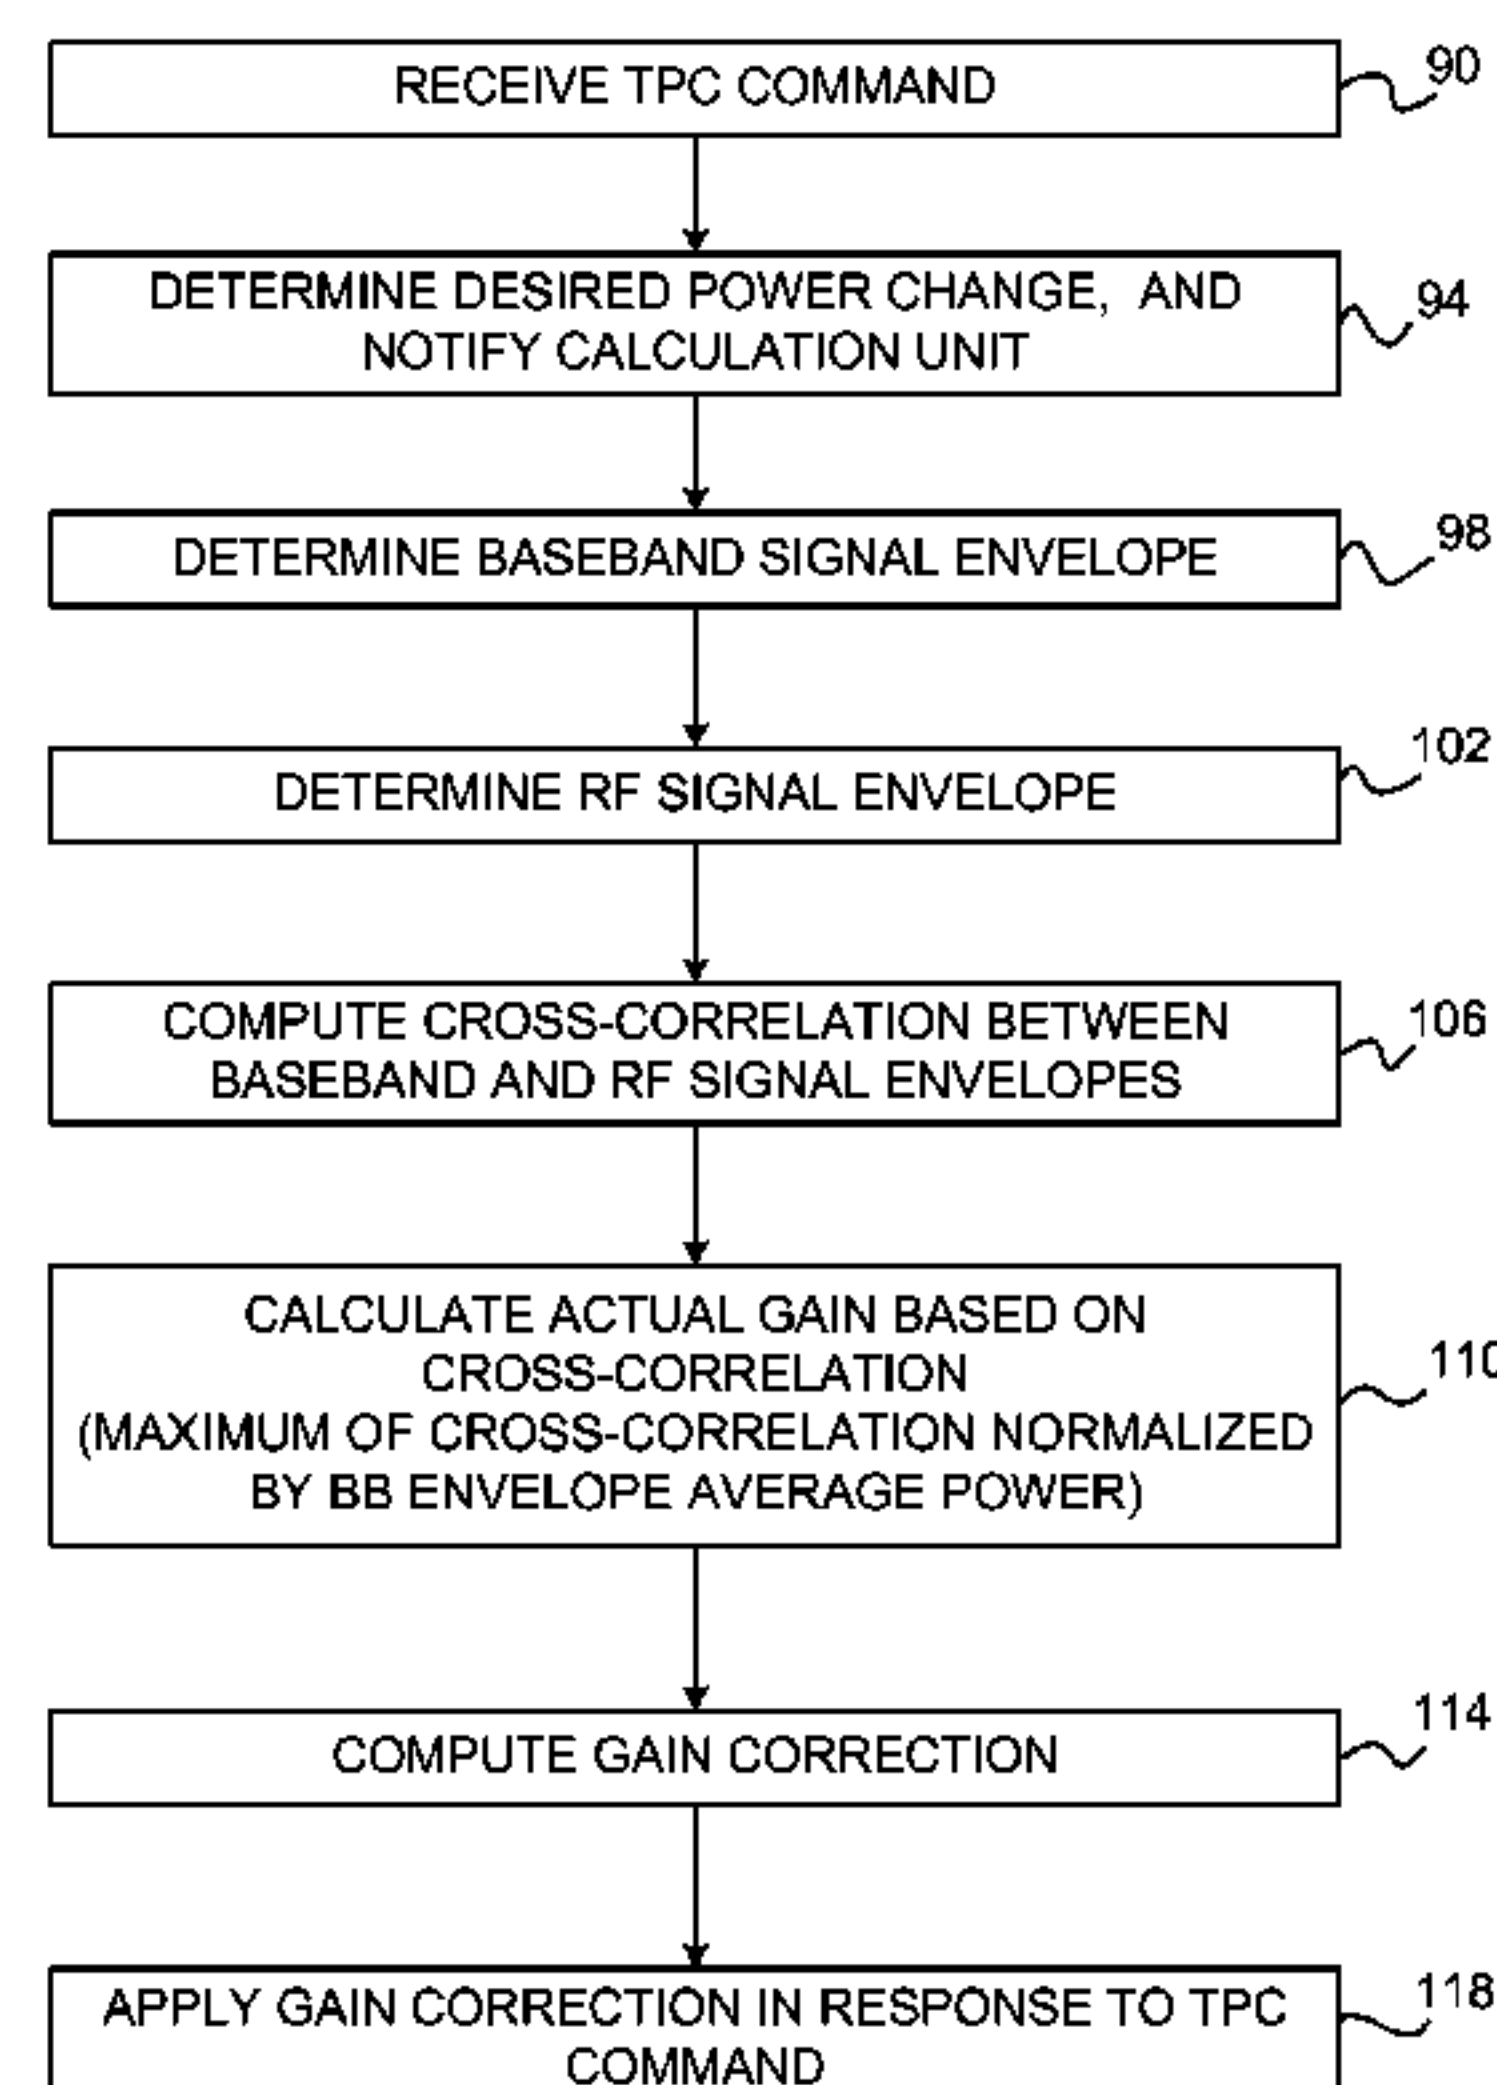 RECEIVE TPC COMMAND
90
DETERMINE DESIRED POWER CHANGE, AND
NOTIFY CALCULATION UNIT
94
DETERMINE BASEBAND SIGNAL ENVELOPE
98
DETERMINE RF SIGNAL ENVELOPE
102
COMPUTE CROSS-CORRELATION BETWEEN
BASEBAND AND RF SIGNAL ENVELOPES
106
CALCULATE ACTUAL GAIN BASED ON
CROSS-CORRELATION
(MAXIMUM OF CROSS-CORRELATION NORMALIZED
BY BB ENVELOPE AVERAGE POWER)
110
COMPUTE GAIN CORRECTION
114
APPLY GAIN CORRECTION IN RESPONSE TO TPC
COMMAND
118